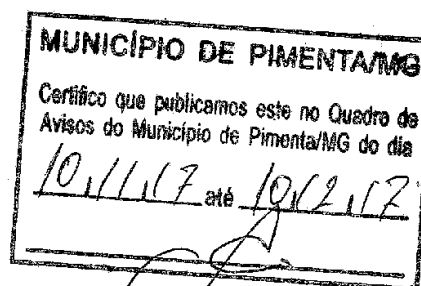 MUNICÍPIO DE PIMENTA/MG
Certifico que publicamos este no Quadro de
Avisos do Município de Pimenta/MG do dia
10,11,17 até 10,12,17